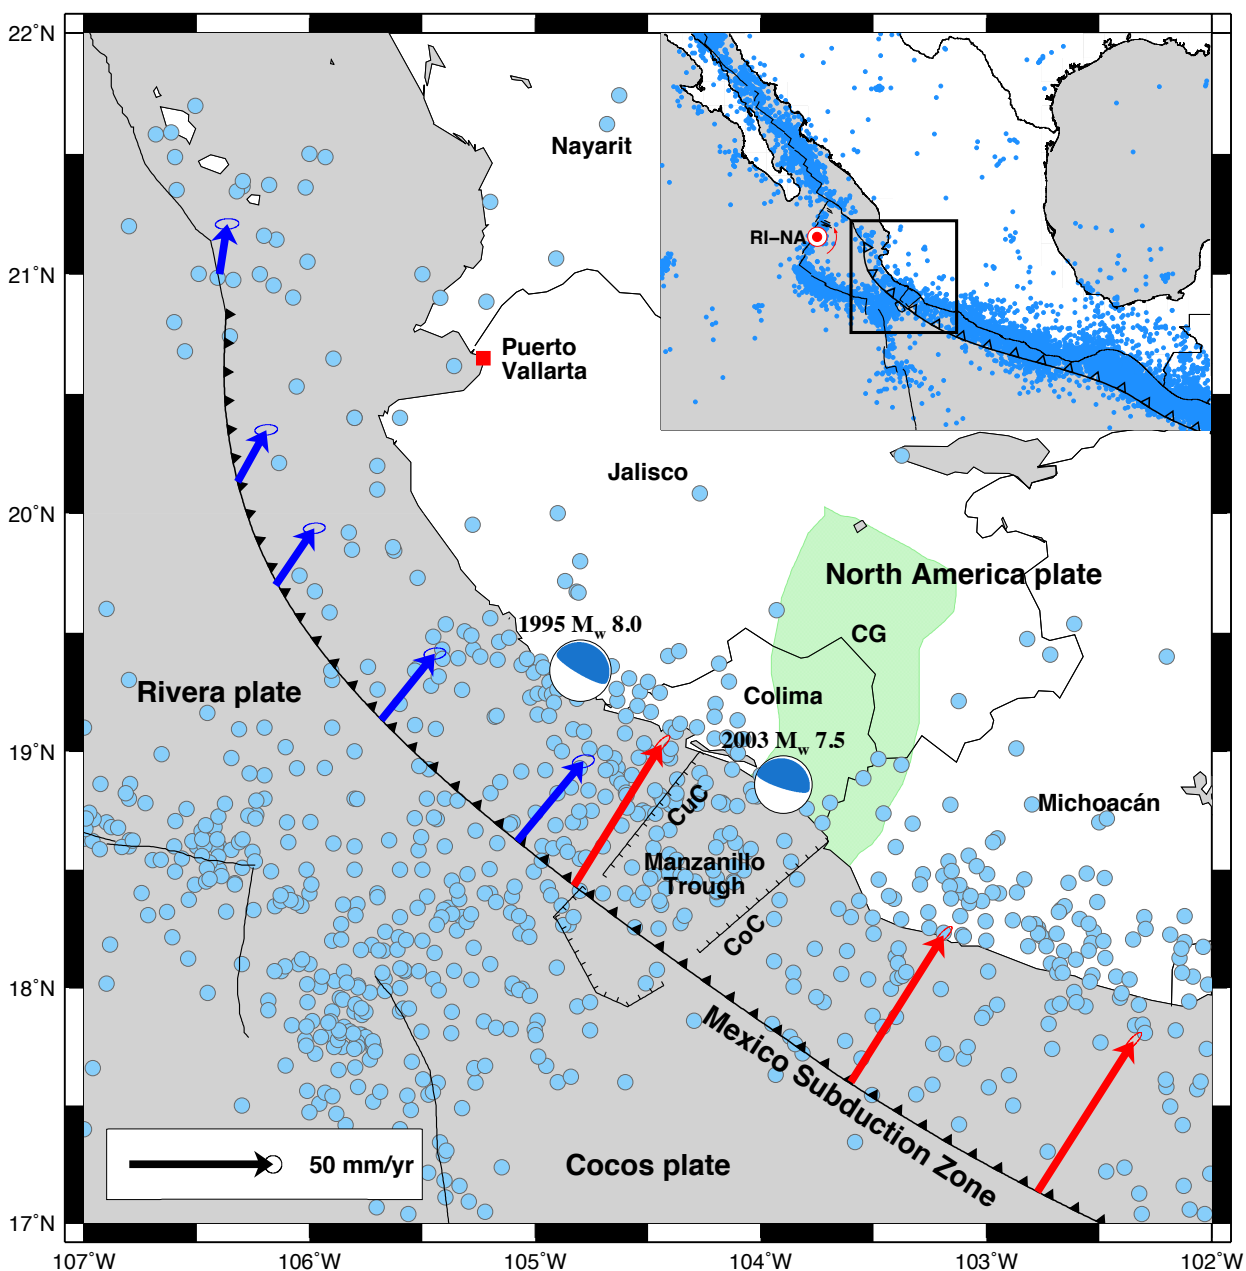 22˚N
21˚N
20˚N
19˚N
18˚N
17˚N
107˚W
106˚W
105˚W
104˚W
103˚W
102˚W
Nayarit
RI−NA
Puerto
Vallarta
Jalisco
North America plate
CG
1995 Mw 8.0
Rivera plate
Colima
2003 Mw 7.5
CuC
Michoacán
Manzanillo
Trough
CoC
Mexico Subduction Zone
Cocos plate
50 mm/yr